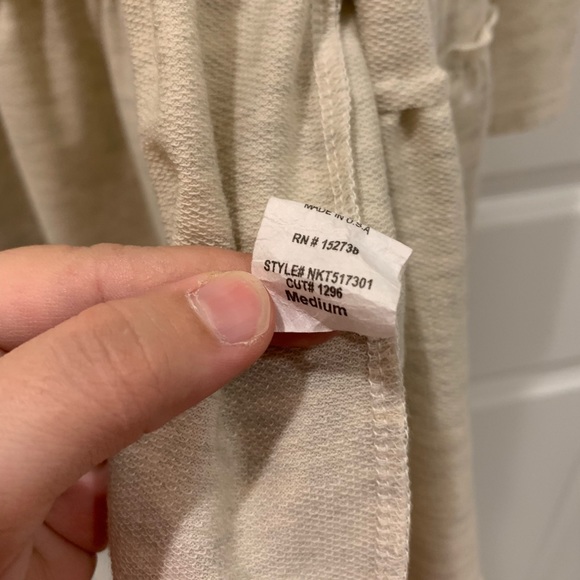 MADE IN U.S.A
RN # 15273b
STYLE# NKT517301
CUT# 1296
Medium